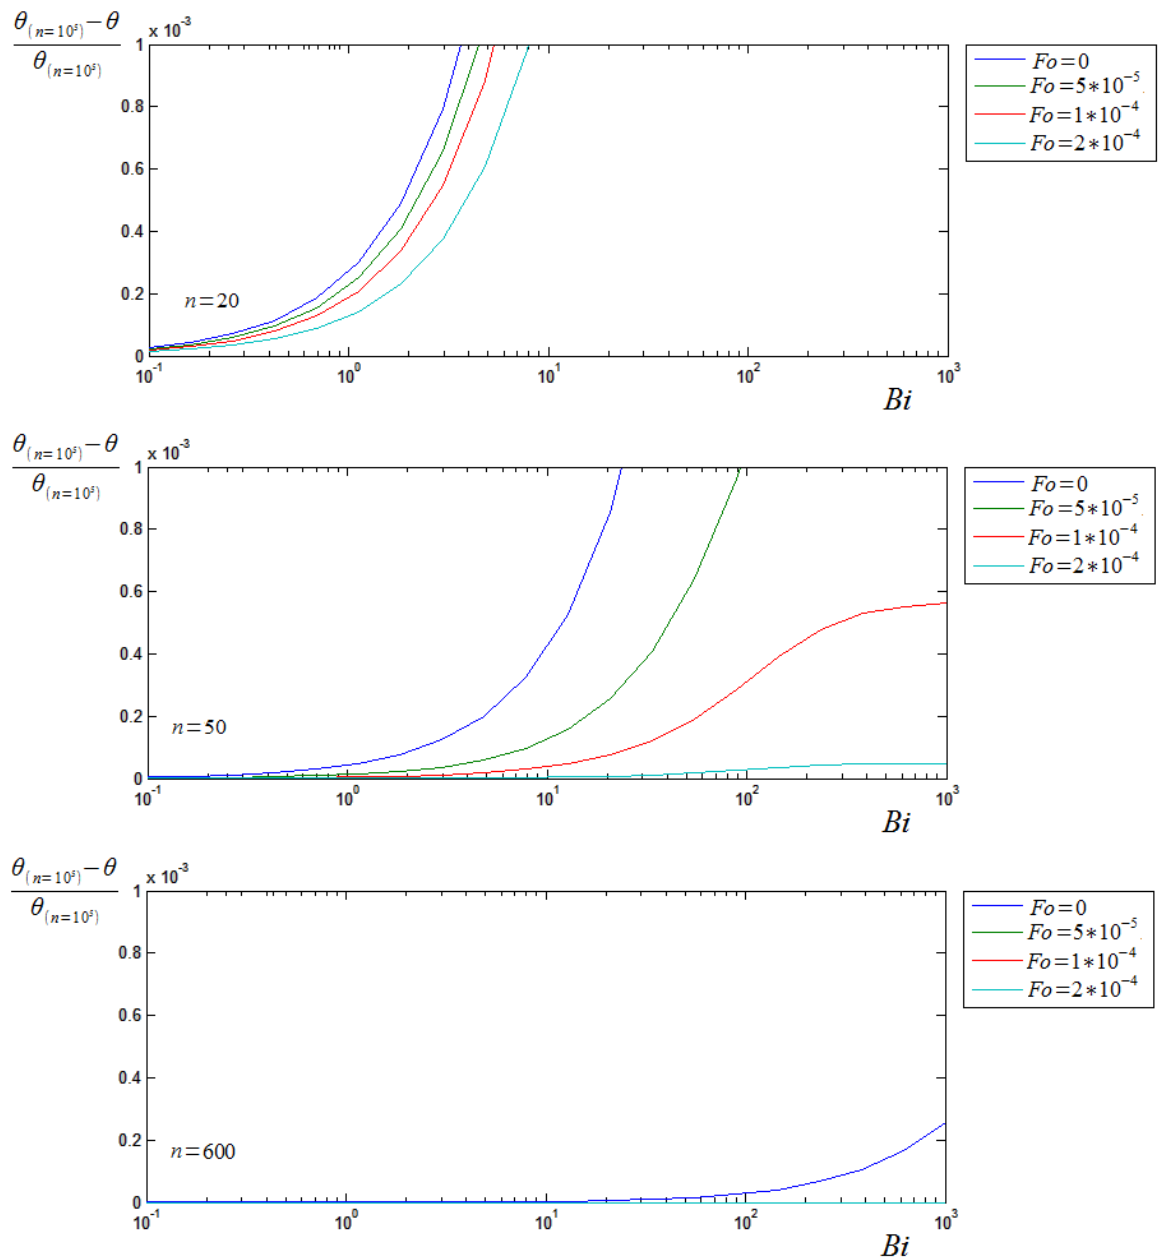 θ(n=10⁵)−θ
θ(n=10⁵)
x 10⁻³
1
0.8
0.6
0.4
0.2
0
n=20
10⁻¹ 10⁰ 10¹ 10² 10³
Bi
Fo=0
Fo=5*10⁻⁵
Fo=1*10⁻⁴
Fo=2*10⁻⁴
θ(n=10⁵)−θ
θ(n=10⁵)
x 10⁻³
1
0.8
0.6
0.4
0.2
0
n=50
10⁻¹ 10⁰ 10¹ 10² 10³
Bi
Fo=0
Fo=5*10⁻⁵
Fo=1*10⁻⁴
Fo=2*10⁻⁴
θ(n=10⁵)−θ
θ(n=10⁵)
x 10⁻³
1
0.8
0.6
0.4
0.2
0
n=600
10⁻¹ 10⁰ 10¹ 10² 10³
Bi
Fo=0
Fo=5*10⁻⁵
Fo=1*10⁻⁴
Fo=2*10⁻⁴